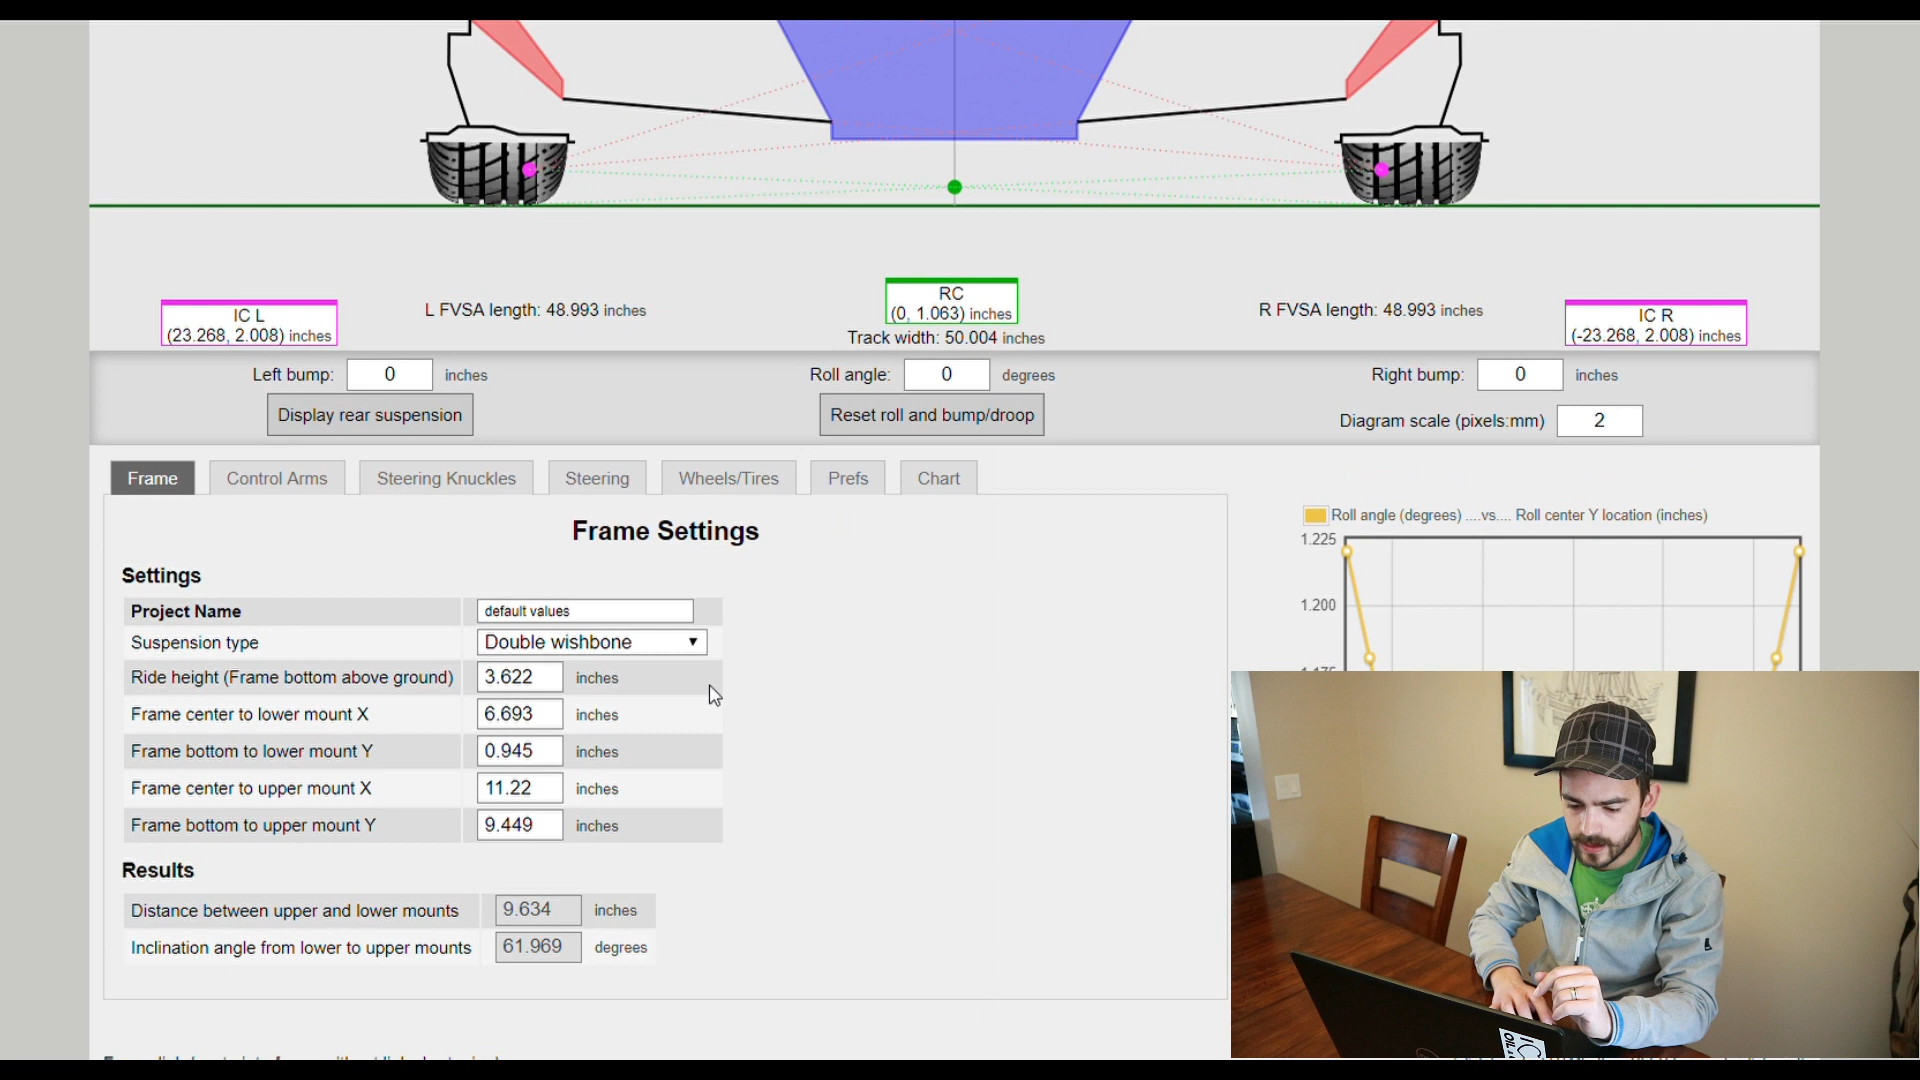 RC
(0, 1.063) inches
IC L
(23.268, 2.008) inches
L FVSA length: 48.993 inches
Track width: 50.004 inches
R FVSA length: 48.993 inches
IC R
(-23.268, 2.008) inches
Left bump: 0 inches
Roll angle: 0 degrees
Right bump: 0 inches
Display rear suspension
Reset roll and bump/droop
Diagram scale (pixels:mm) 2
Frame
Control Arms
Steering Knuckles
Steering
Wheels/Tires
Prefs
Chart
Frame Settings
Settings
Project Name default values
Suspension type Double wishbone
Ride height (Frame bottom above ground) 3.622 inches
Frame center to lower mount X 6.693 inches
Frame bottom to lower mount Y 0.945 inches
Frame center to upper mount X 11.22 inches
Frame bottom to upper mount Y 9.449 inches
Results
Distance between upper and lower mounts 9.634 inches
Inclination angle from lower to upper mounts 61.969 degrees
Roll angle (degrees) ....vs.... Roll center Y location (inches)
1.225
1.200